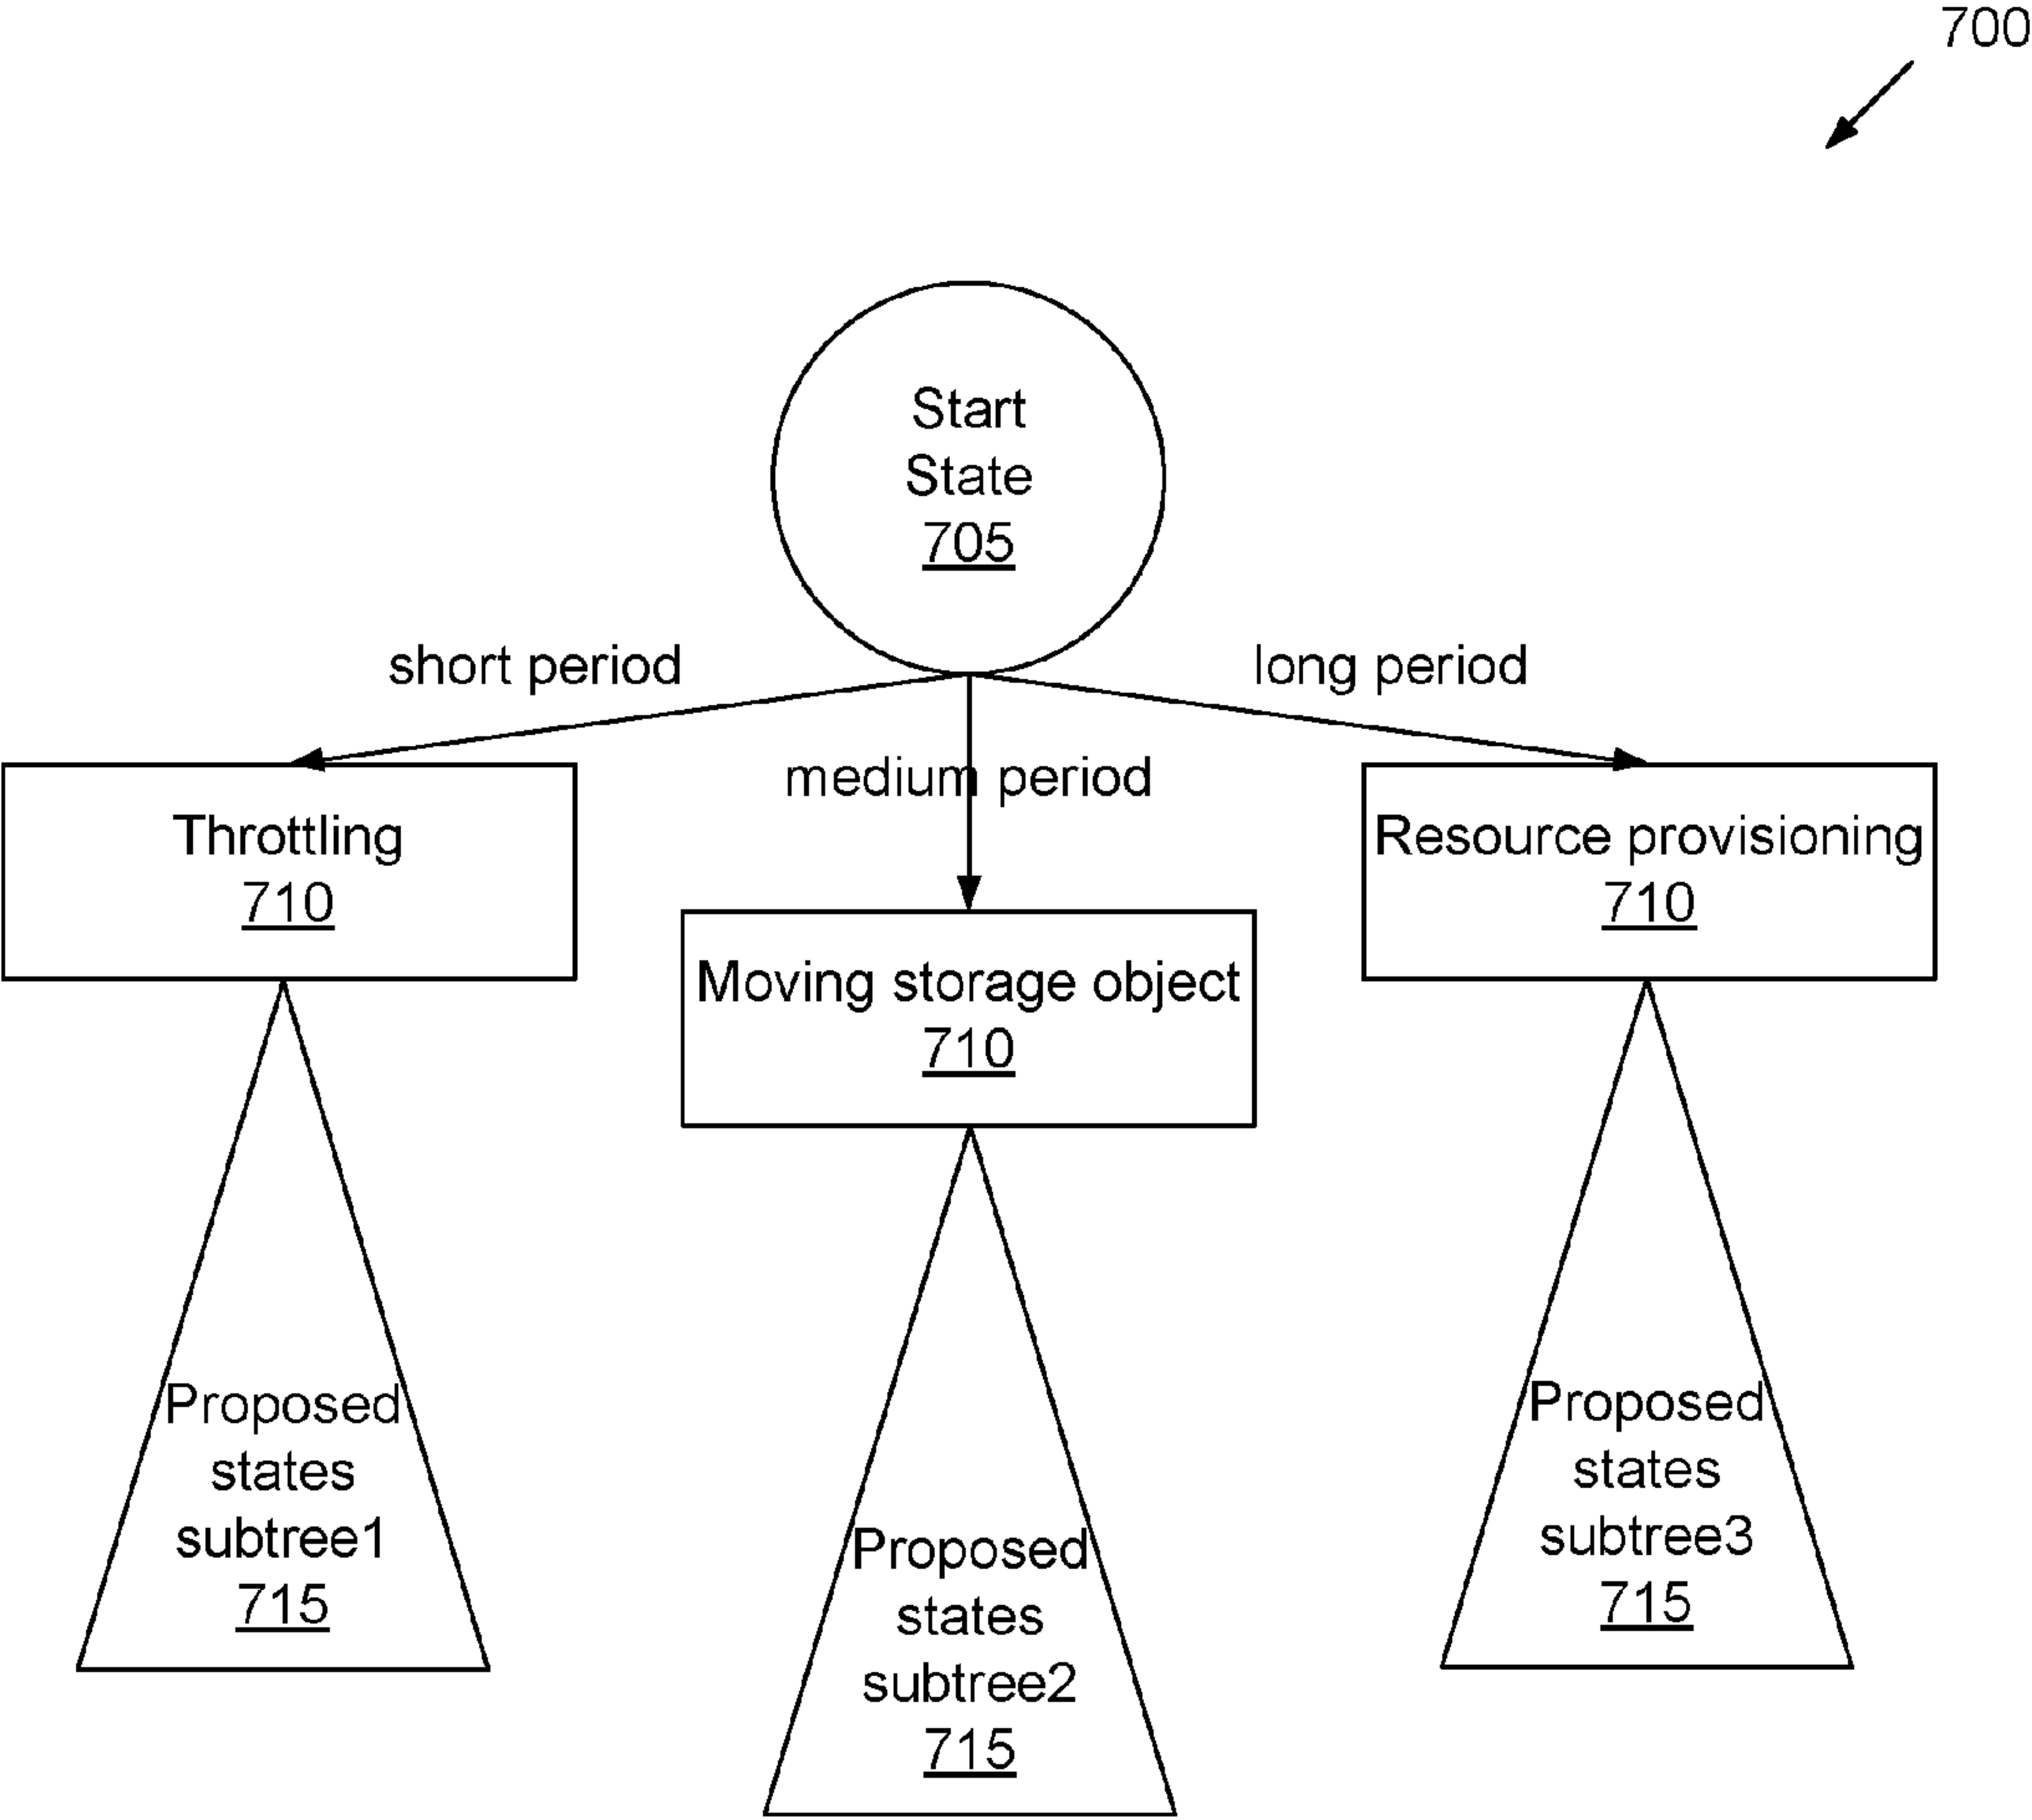 700
Start
State
705
short period
long period
medium period
Throttling
710
Resource provisioning
710
Moving storage object
710
Proposed
states
subtree1
715
Proposed
states
subtree3
715
Proposed
states
subtree2
715